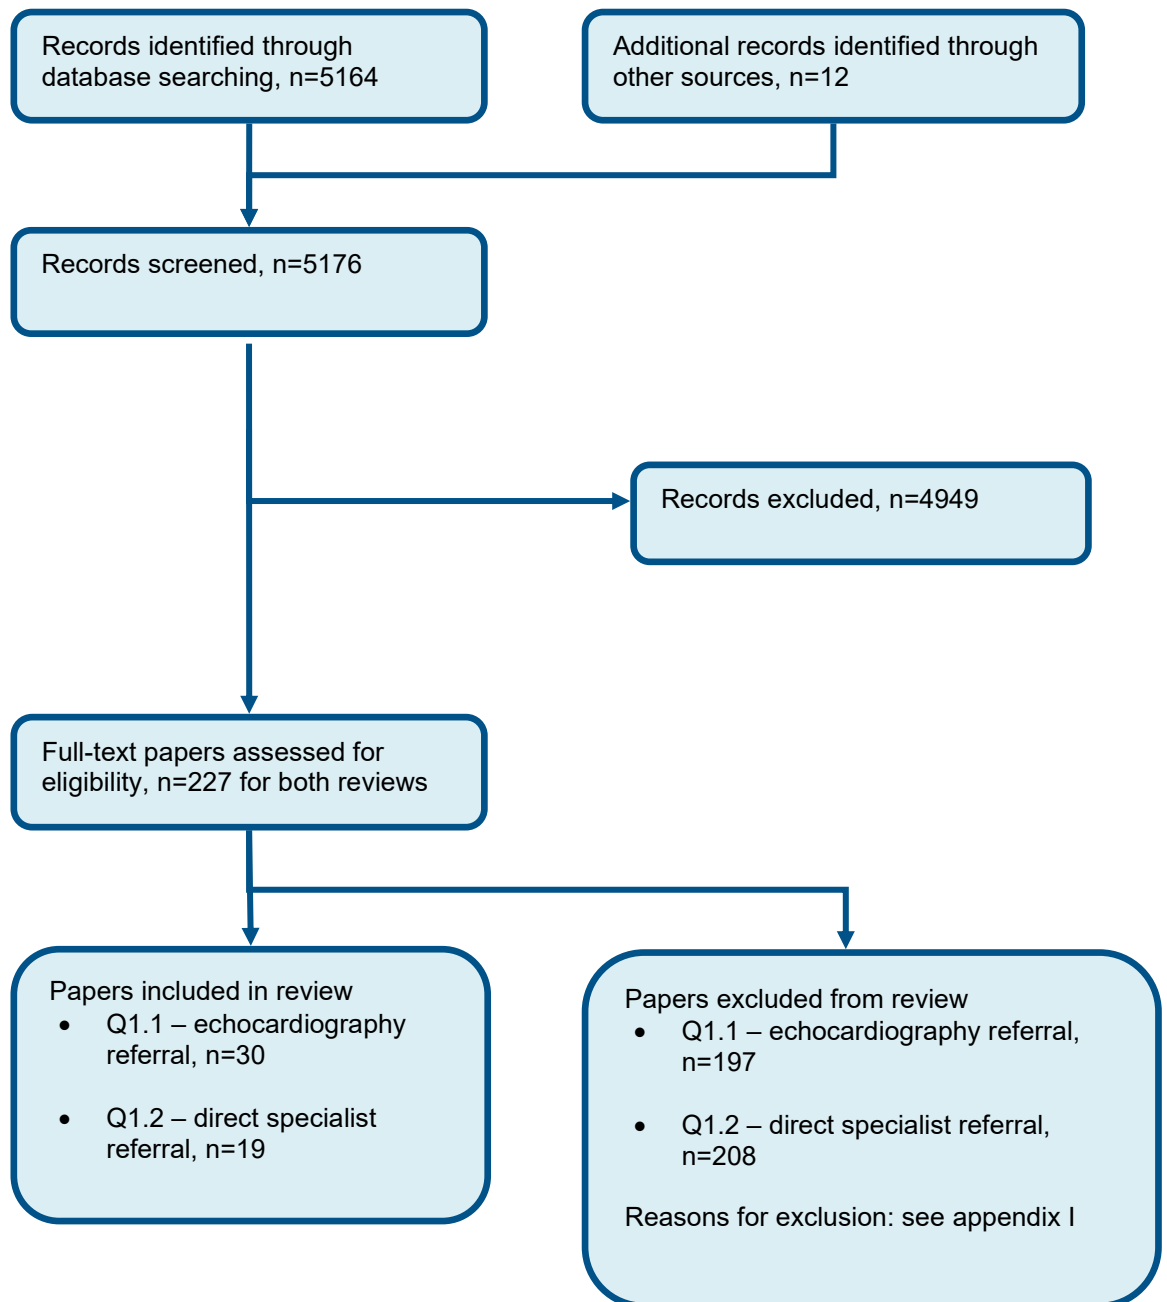 Records identified through
database searching, n=5164
Additional records identified through
other sources, n=12
Records screened, n=5176
Records excluded, n=4949
Full-text papers assessed for
eligibility, n=227 for both reviews
Papers included in review
• Q1.1 – echocardiography
referral, n=30
• Q1.2 – direct specialist
referral, n=19
Papers excluded from review
• Q1.1 – echocardiography referral,
n=197
• Q1.2 – direct specialist referral,
n=208
Reasons for exclusion: see appendix I